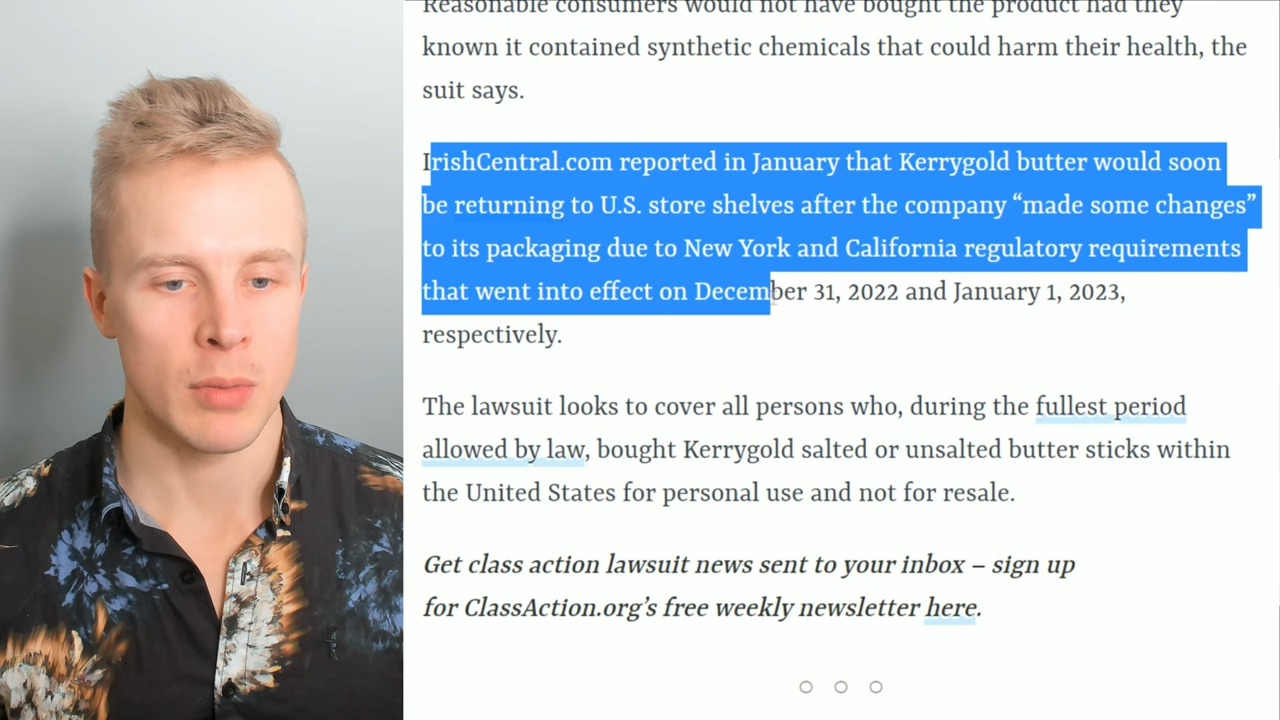 Reasonable consumers would not have bought the product had they
known it contained synthetic chemicals that could harm their health, the
suit says.
IrishCentral.com reported in January that Kerrygold butter would soon
be returning to U.S. store shelves after the company “made some changes”
to its packaging due to New York and California regulatory requirements
that went into effect on December 31, 2022 and January 1, 2023,
respectively.
The lawsuit looks to cover all persons who, during the fullest period
allowed by law, bought Kerrygold salted or unsalted butter sticks within
the United States for personal use and not for resale.
Get class action lawsuit news sent to your inbox – sign up
for ClassAction.org’s free weekly newsletter here.